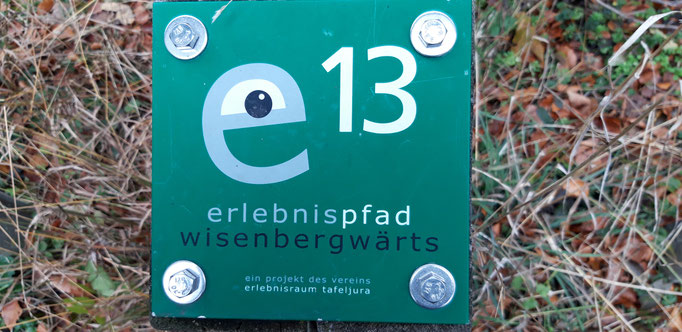 e13
erlebnispfad
wisenbergwärts
ein projekt des vereins
erlebnisraum tafeljura